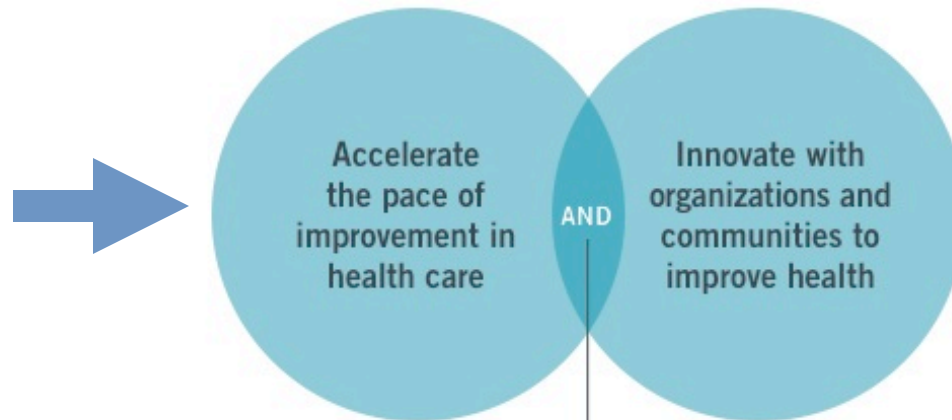 Accelerate
the pace of
improvement in
health care
AND
Innovate with
organizations and
communities to
improve health